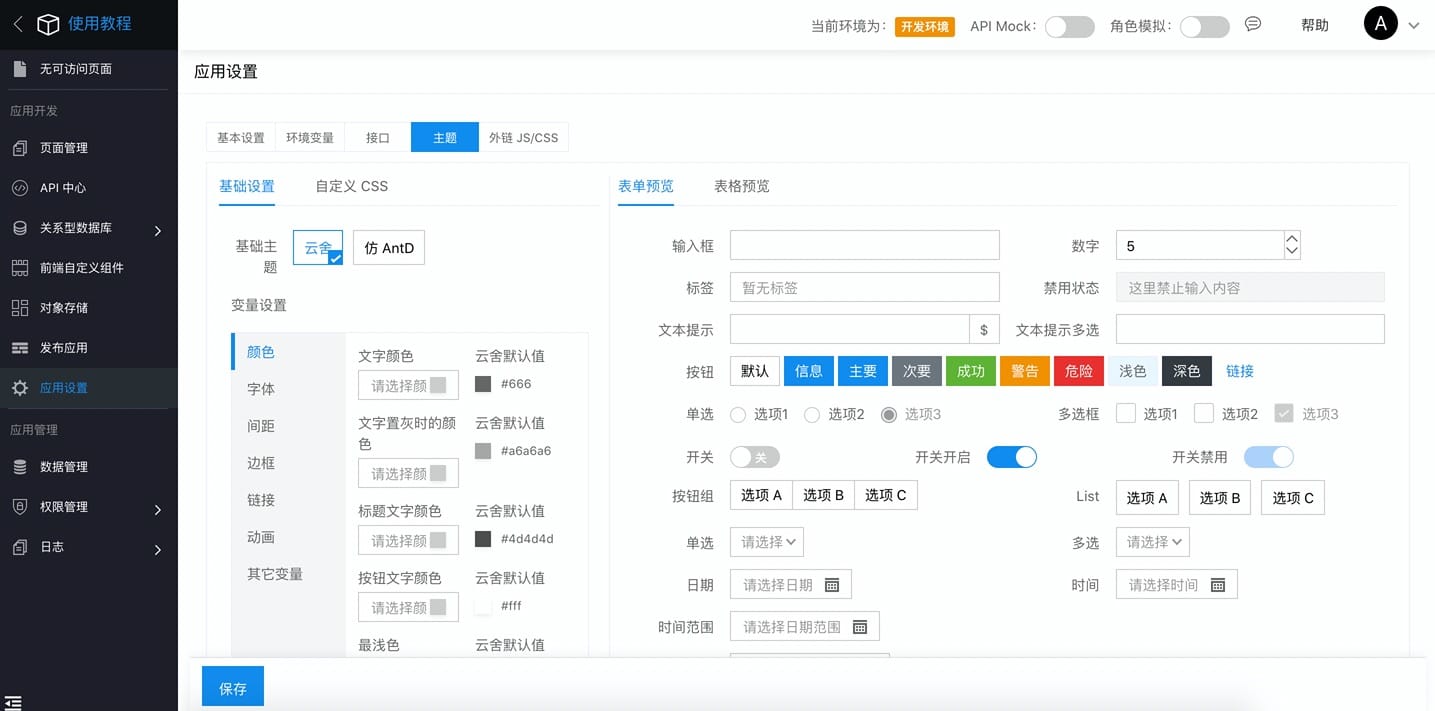 使用教程
当前环境为：
开发环境
API Mock：
角色模拟：
帮助
A
无可访问页面
应用开发
页面管理
API 中心
关系型数据库
前端自定义组件
对象存储
发布应用
应用设置
应用管理
数据管理
权限管理
日志
应用设置
基本设置
环境变量
接口
主题
外链 JS/CSS
基础设置
自定义 CSS
基础主
题
云舍
仿 AntD
变量设置
颜色
字体
间距
边框
链接
动画
其它变量
文字颜色
云舍默认值
请选择颜
#666
文字置灰时的颜
色
云舍默认值
请选择颜
#a6a6a6
标题文字颜色
云舍默认值
请选择颜
#4d4d4d
按钮文字颜色
云舍默认值
请选择颜
#fff
最浅色
云舍默认值
表单预览
表格预览
输入框
数字
5
标签
暂无标签
禁用状态
这里禁止输入内容
文本提示
$
文本提示多选
按钮
默认
信息
主要
次要
成功
警告
危险
浅色
深色
链接
单选
选项1
选项2
选项3
多选框
选项1
选项2
选项3
开关
关
开关开启
开关禁用
按钮组
选项 A
选项 B
选项 C
List
选项 A
选项 B
选项 C
单选
请选择
多选
请选择
日期
请选择日期
时间
请选择时间
时间范围
请选择日期范围
保存